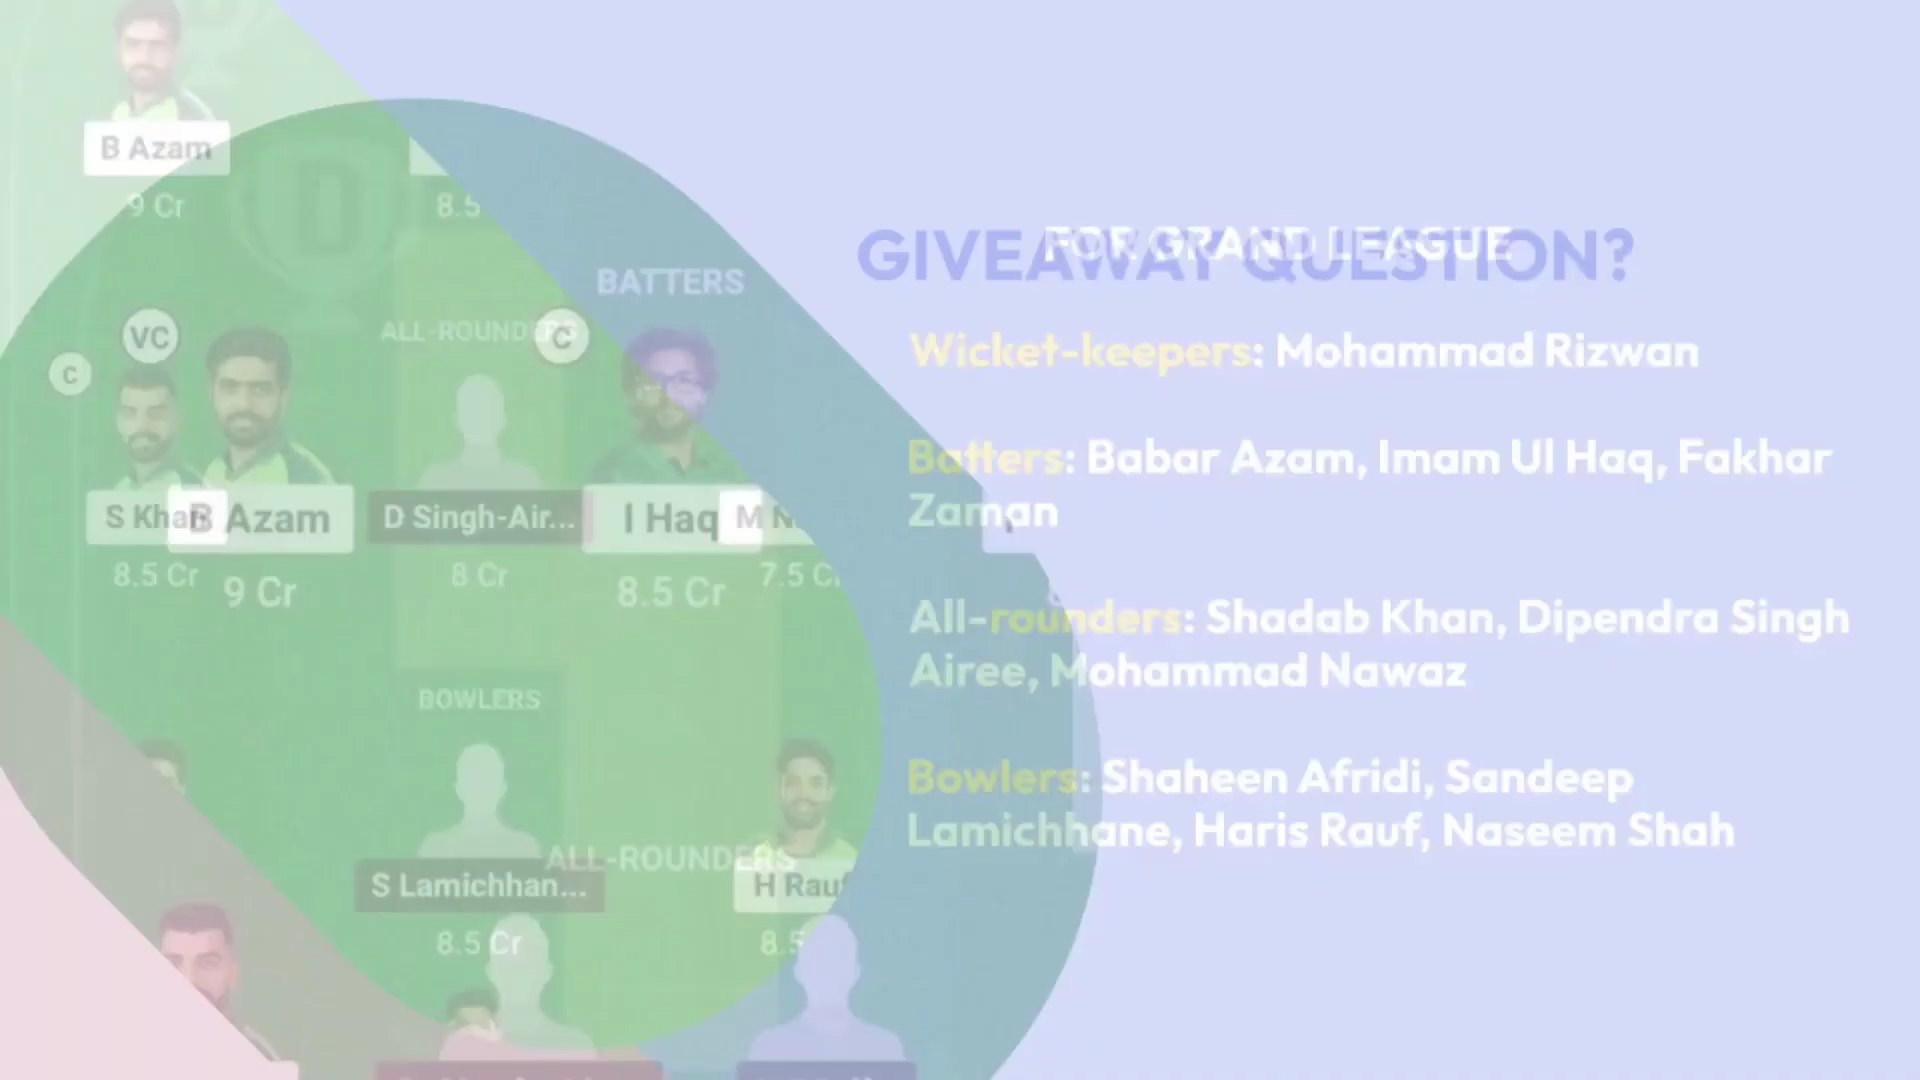 B Azam
9 Cr
8.5
D
FOR GRAND LEAGUE
GIVEAWAY QUESTION?
BATTERS
VC
ALL-ROUNDERS
C
C
Wicket-keepers: Mohammad Rizwan
Batters: Babar Azam, Imam Ul Haq, Fakhar
Zaman
S Khan
B Azam
D Singh-Air...
I Haq
M N
8.5 Cr
9 Cr
8 Cr
8.5 Cr
7.5 Cr
All-rounders: Shadab Khan, Dipendra Singh
Airee, Mohammad Nawaz
BOWLERS
Bowlers: Shaheen Afridi, Sandeep
Lamichhane, Haris Rauf, Naseem Shah
ALL-ROUNDERS
S Lamichhan...
H Rauf
8.5 Cr
8.5